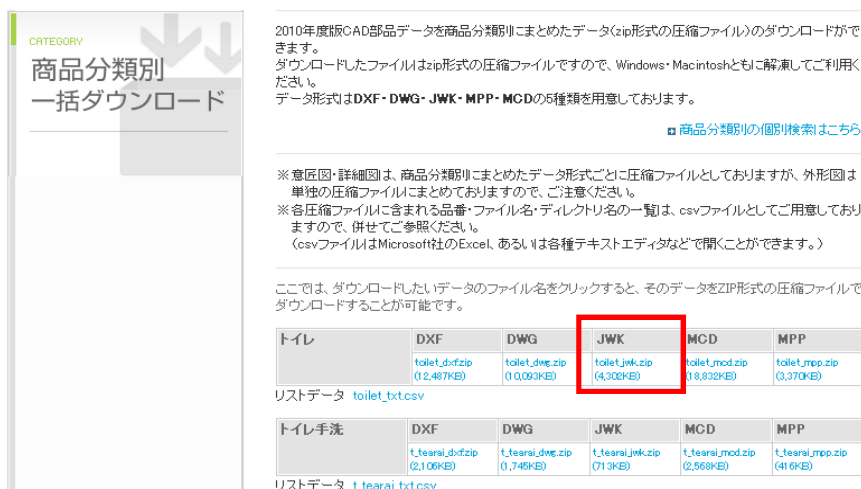 CATEGORY
商品分類別
一括ダウンロード
2010年度版CAD部品データを商品分類別にまとめたデータ(zip形式の圧縮ファイル)のダウンロードがで
きます。
ダウンロードしたファイルはzip形式の圧縮ファイルですので、Windows・Macintoshともに解凍してご利用く
ださい。
データ形式はDXF・DWG・JWK・MPP・MCDの5種類を用意しております。
商品分類別の個別検索はこちら
※意匠図・詳細図は、商品分類別にまとめたデータ形式ごとに圧縮ファイルとしておりますが、外形図は
単独の圧縮ファイルにまとめておりますので、ご注意ください。
※各圧縮ファイルに含まれる品番・ファイル名・ディレクトリ名の一覧は、csvファイルとしてご用意しており
ますので、併せてご参照ください。
(csvファイルはMicrosoft社のExcel、あるいは各種テキストエディタなどで開くことができます。)
ここでは、ダウンロードしたいデータのファイル名をクリックすると、そのデータをZIP形式の圧縮ファイルで
ダウンロードすることが可能です。
トイレ DXF DWG JWK MCD MPP
toilet_dxf.zip toilet_dwg.zip toilet_jwk.zip toilet_mcd.zip toilet_mpp.zip
(12,487KB) (10,093KB) (4,302KB) (18,832KB) (3,370KB)
リストデータ toilet_txt.csv
トイレ手洗 DXF DWG JWK MCD MPP
t_tearai_dxf.zip t_tearai_dwg.zip t_tearai_jwk.zip t_tearai_mcd.zip t_tearai_mpp.zip
(2,106KB) (1,745KB) (713KB) (2,568KB) (416KB)
リストデータ t_tearai_txt.csv